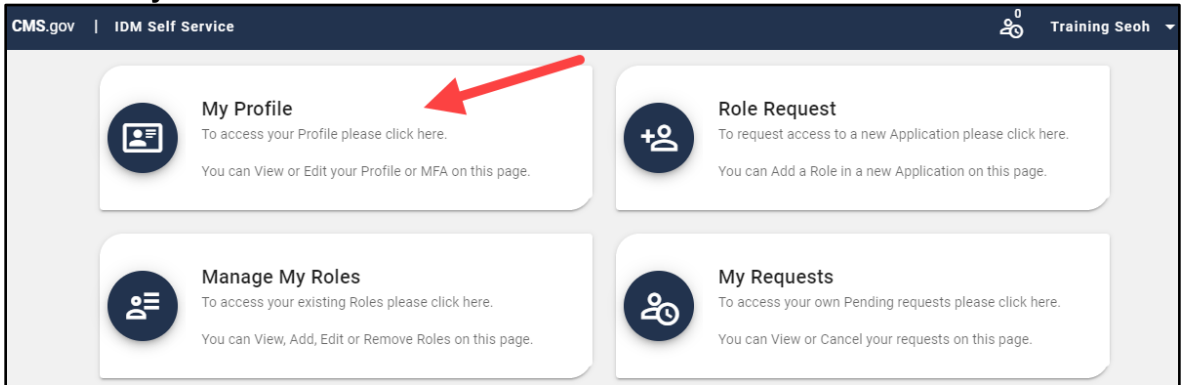 CMS.gov | IDM Self Service
0
Training Seoh
My Profile
To access your Profile please click here.
You can View or Edit your Profile or MFA on this page.
Role Request
To request access to a new Application please click here.
You can Add a Role in a new Application on this page.
Manage My Roles
To access your existing Roles please click here.
You can View, Add, Edit or Remove Roles on this page.
My Requests
To access your own Pending requests please click here.
You can View or Cancel your requests on this page.